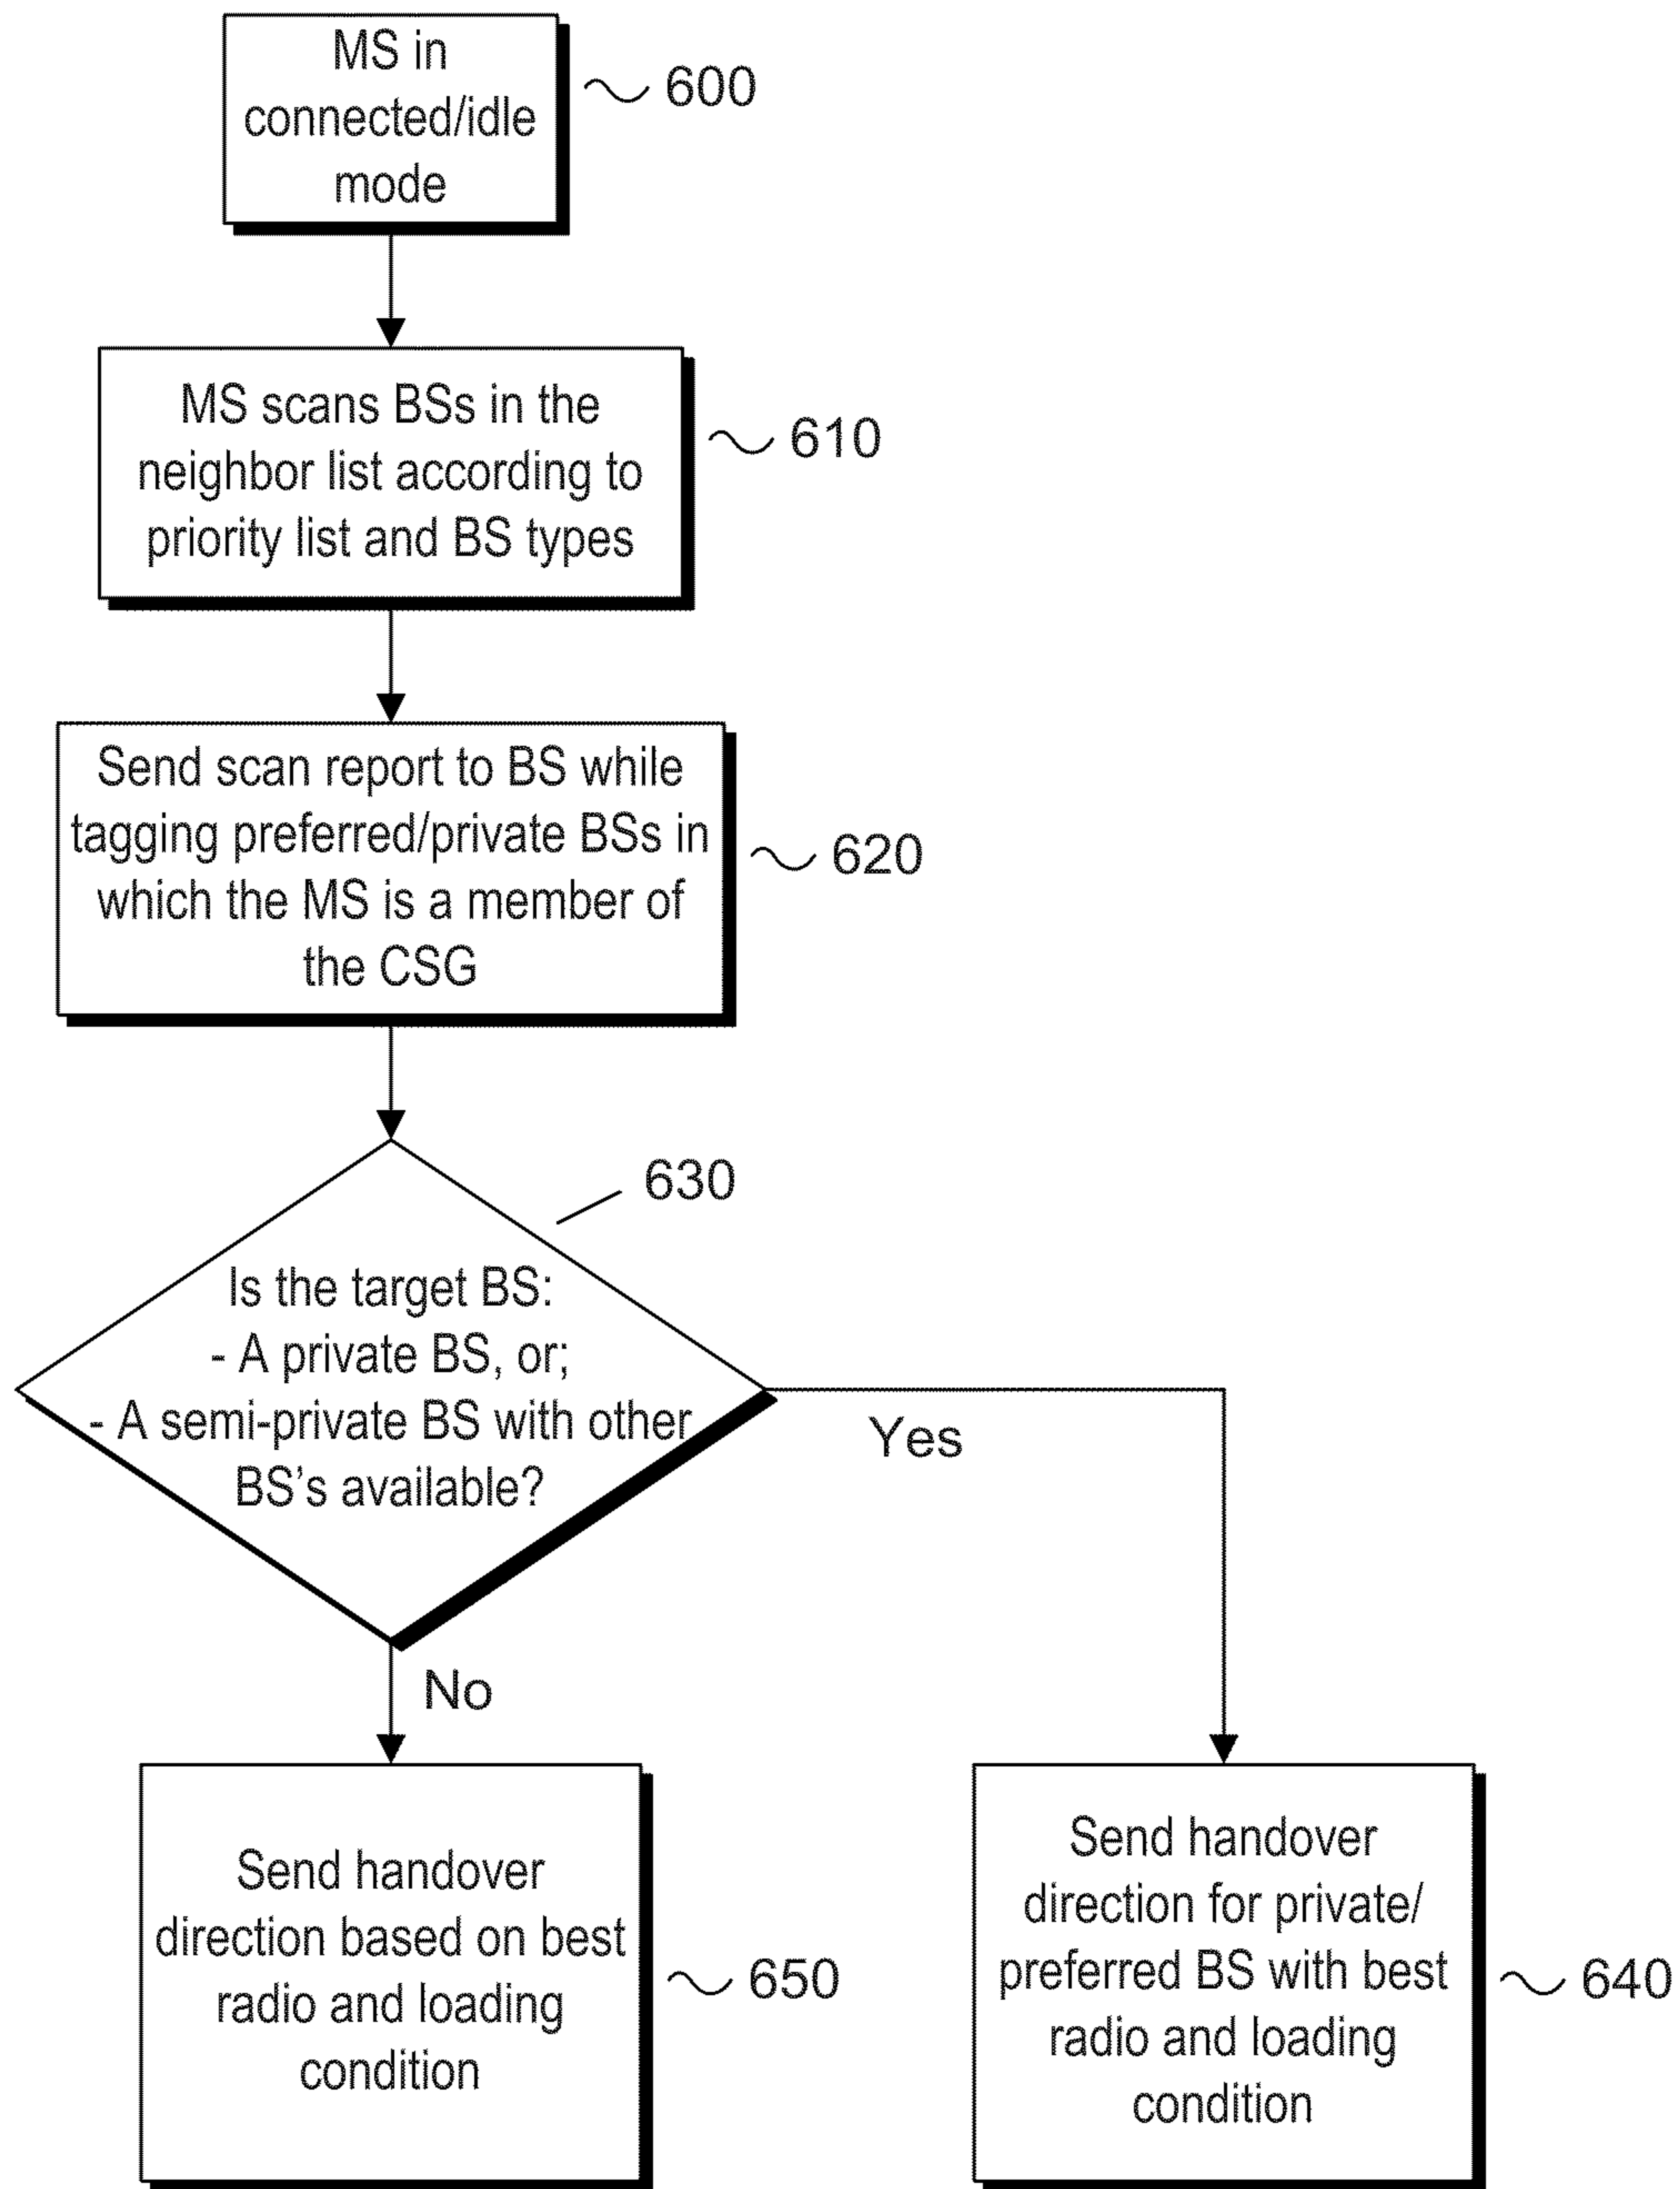 MS in
connected/idle
mode
600
MS scans BSs in the
neighbor list according to
priority list and BS types
610
Send scan report to BS while
tagging preferred/private BSs in
which the MS is a member of
the CSG
620
630
Is the target BS:
- A private BS, or;
- A semi-private BS with other
BS’s available?
Yes
No
Send handover
direction based on best
radio and loading
condition
650
Send handover
direction for private/
preferred BS with best
radio and loading
condition
640